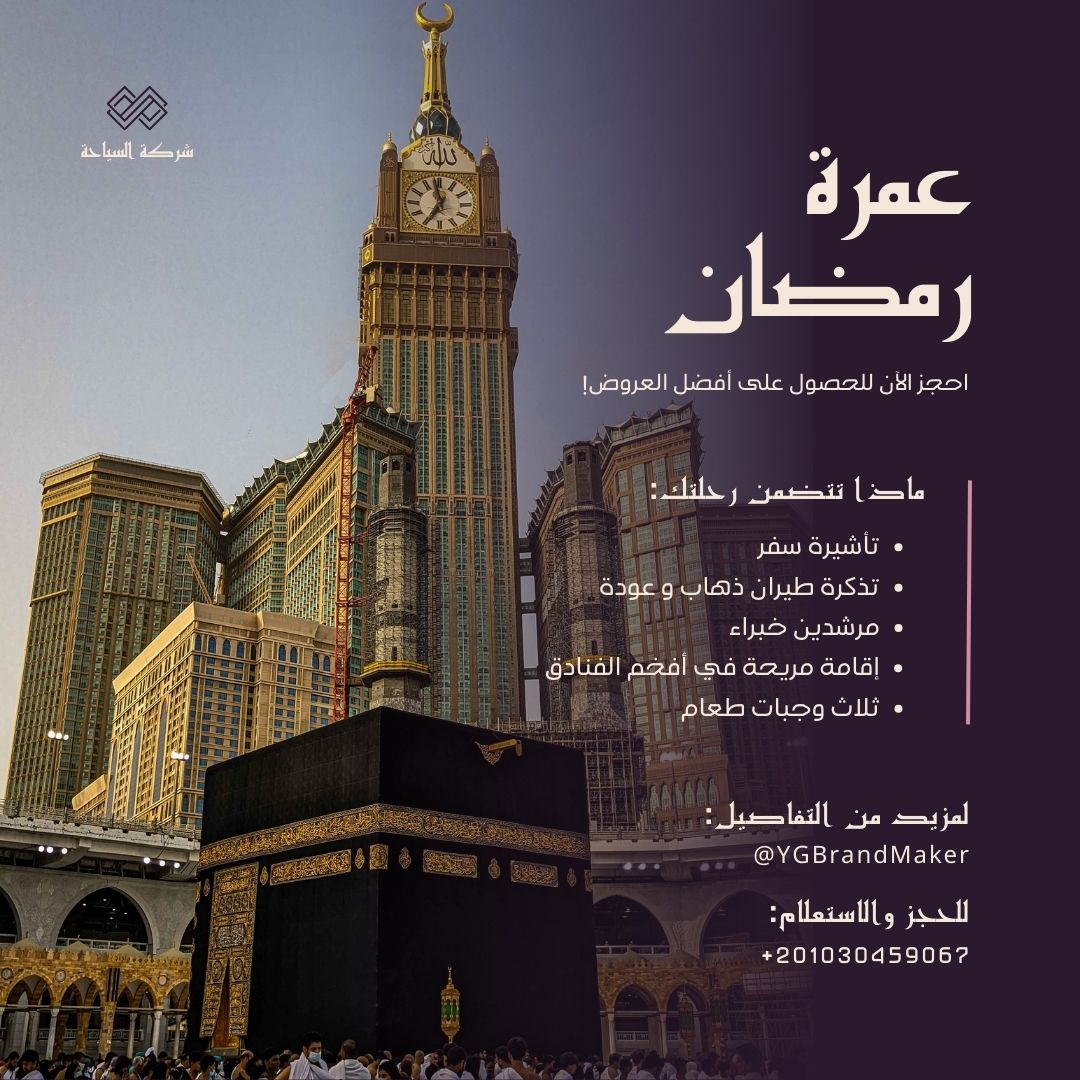 شركة السياحة
الله
عمرة
رمضان
احجز الآن للحصول على أفضل العروض!
ماذا تتضمن رحلتك:
• تأشيرة سفر
• تذكرة طيران ذهاب و عودة
• مرشدين خبراء
• إقامة مريحة في أفخم الفنادق
• ثلاث وجبات طعام
لمزيد من التفاصيل:
@YGBrandMaker
للحجز والاستعلام:
+201030459067